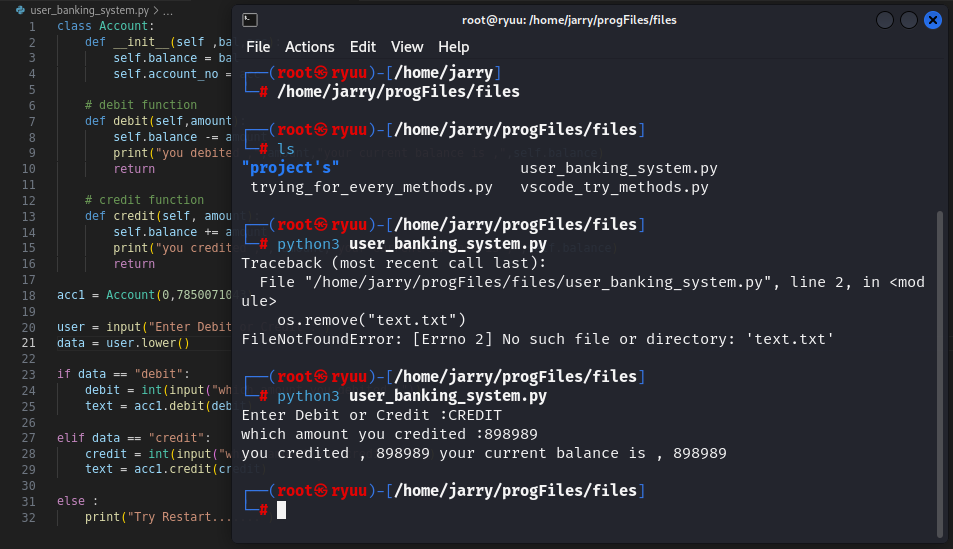 user_banking_system.py > ...
1 class Account:
2 def __init__(self ,ba
3 self.balance = ba
4 self.account_no =
5
6 # debit function
7 def debit(self,amount
8 self.balance -= a
9 print("you debite
10 return
11
12 # credit function
13 def credit(self, amou
14 self.balance += a
15 print("you credit
16 return
17
18 acc1 = Account(0,78500710
19
20 user = input("Enter Debit
21 data = user.lower()
22
23 if data == "debit":
24 debit = int(input("wh
25 text = acc1.debit(deb
26
27 elif data == "credit":
28 credit = int(input("w
29 text = acc1.credit(cr
30
31 else :
32 print("Try Restart...
root@ryuu: /home/jarry/progFiles/files
File Actions Edit View Help
┌──(root㉿ryuu)-[/home/jarry]
└─# /home/jarry/progFiles/files
┌──(root㉿ryuu)-[/home/jarry/progFiles/files]
└─# ls
"project's" user_banking_system.py
trying_for_every_methods.py vscode_try_methods.py
┌──(root㉿ryuu)-[/home/jarry/progFiles/files]
└─# python3 user_banking_system.py
Traceback (most recent call last):
File "/home/jarry/progFiles/files/user_banking_system.py", line 2, in <mod
ule>
os.remove("text.txt")
FileNotFoundError: [Errno 2] No such file or directory: 'text.txt'
┌──(root㉿ryuu)-[/home/jarry/progFiles/files]
└─# python3 user_banking_system.py
Enter Debit or Credit :CREDIT
which amount you credited :898989
you credited , 898989 your current balance is , 898989
┌──(root㉿ryuu)-[/home/jarry/progFiles/files]
└─#